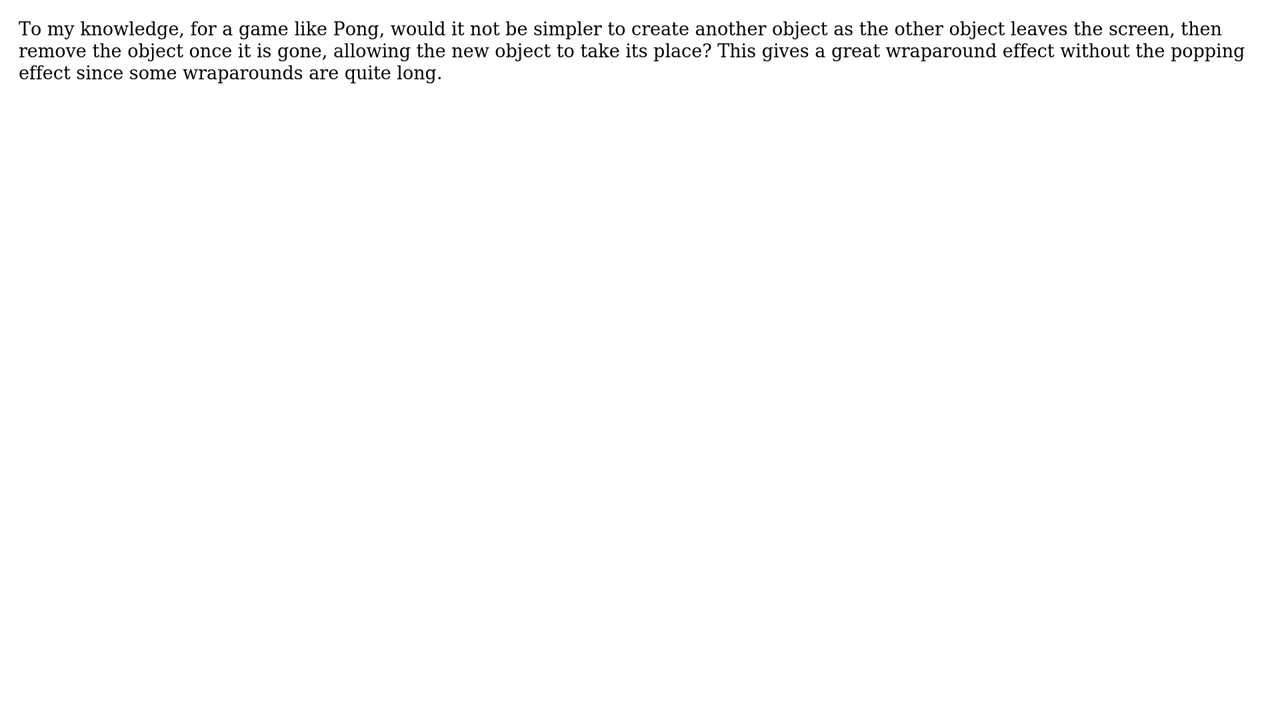 To my knowledge, for a game like Pong, would it not be simpler to create another object as the other object leaves the screen, then
remove the object once it is gone, allowing the new object to take its place? This gives a great wraparound effect without the popping
effect since some wraparounds are quite long.